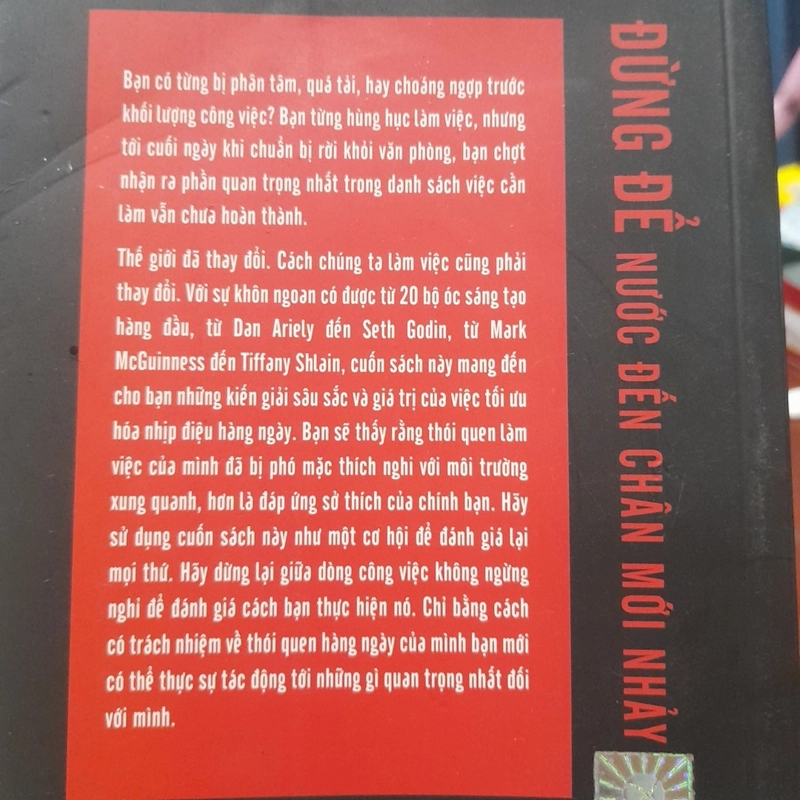 Bạn có từng bị phân tâm, quá tải, hay choáng ngợp trước
khối lượng công việc? Bạn từng hùng hục làm việc, nhưng
tới cuối ngày khi chuẩn bị rời khỏi văn phòng, bạn chợt
nhận ra phần quan trọng nhất trong danh sách việc cần
làm vẫn chưa hoàn thành.
Thế giới đã thay đổi. Cách chúng ta làm việc cũng phải
thay đổi. Với sự khôn ngoan có được từ 20 bộ óc sáng tạo
hàng đầu, từ Dan Ariely đến Seth Godin, từ Mark
McGuinness đến Tiffany Shlain, cuốn sách này mang đến
cho bạn những kiến giải sâu sắc và giá trị của việc tối ưu
hóa nhịp điệu hàng ngày. Bạn sẽ thấy rằng thói quen làm
việc của mình đã bị phó mặc thích nghi với môi trường
xung quanh, hơn là đáp ứng sở thích của chính bạn. Hãy
sử dụng cuốn sách này như một cơ hội để đánh giá lại
mọi thứ. Hãy dừng lại giữa dòng công việc không ngừng
nghỉ để đánh giá cách bạn thực hiện nó. Chỉ bằng cách
có trách nhiệm về thói quen hàng ngày của mình bạn mới
có thể thực sự tác động tới những gì quan trọng nhất đối
với mình.
ĐỪNG ĐỂ NƯỚC ĐẾN CHÂN MỚI NHẢY